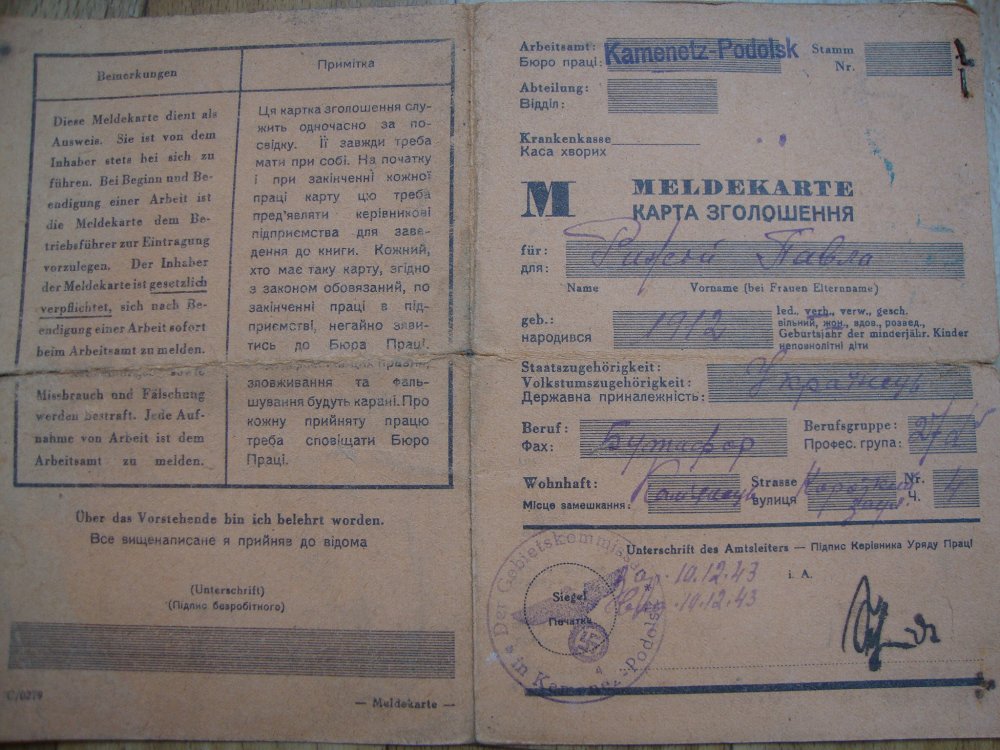 Bemerkungen
Diese Meldekarte dient als
Ausweis. Sie ist von dem
Inhaber stets bei sich zu
führen. Bei Beginn und Be-
endigung einer Arbeit ist
die Meldekarte dem Be-
triebsführer zur Eintragung
vorzulegen. Der Inhaber
der Meldekarte ist gesetzlich
verpflichtet, sich nach Be-
endigung einer Arbeit sofort
beim Arbeitsamt zu melden.
Missbrauch und Fälschung
werden bestraft. Jede Auf-
nahme von Arbeit ist dem
Arbeitsamt zu melden.
Примітка
Ця картка зголошення слу-
жить одночасно за по-
свідку. Її завжди треба
мати при собі. На початку
і при закінченні кожної
праці карту цю треба
пред'являти керівникові
підприємства для заве-
дення до книги. Кожний,
хто має таку карту, згідно
з законом обовязаний, по
закінченні праці в під-
приємстві, негайно зяви-
тись до Бюра Праці.
зловживання та фаль-
шування будуть карані. Про
кожну прийняту працю
треба сповіщати Бюро
Праці.
Über das Vorstehende bin ich belehrt worden.
Все вищенаписане я прийняв до відома
(Unterschrift)
(Підпис безробітного)
C/0279
— Meldekarte —
Arbeitsamt: Kamenetz-Podolsk Stamm
Бюро праці: Nr.
Abteilung:
Відділ:
Krankenkasse
Каса хворих
M MELDEKARTE
КАРТА ЗГОЛОШЕННЯ
für:
для: Павла
Name Vorname (bei Frauen Elternname)
geb.: 1912 led., verh., verw., gesch.
народився вільний, жон., вдов., розвед.,
Geburtsjahr der minderjähr. Kinder
неповнолітні діти
Staatszugehörigkeit:
Volkstumszugehörigkeit: Українець
Державна приналежність:
Beruf: Бутафор Berufsgruppe:
Фах: Профес. група:
Wohnhaft: Strasse Nr.
Місце замешкання: Кам'янець вулиця Ч. 4
Unterschrift des Amtsleiters — Підпис Керівника Уряду Праці
10.12.43 i. A.
Siegel 10.12.43
Початка
Der Gebietskommissar
in Kamenez-Podolsk